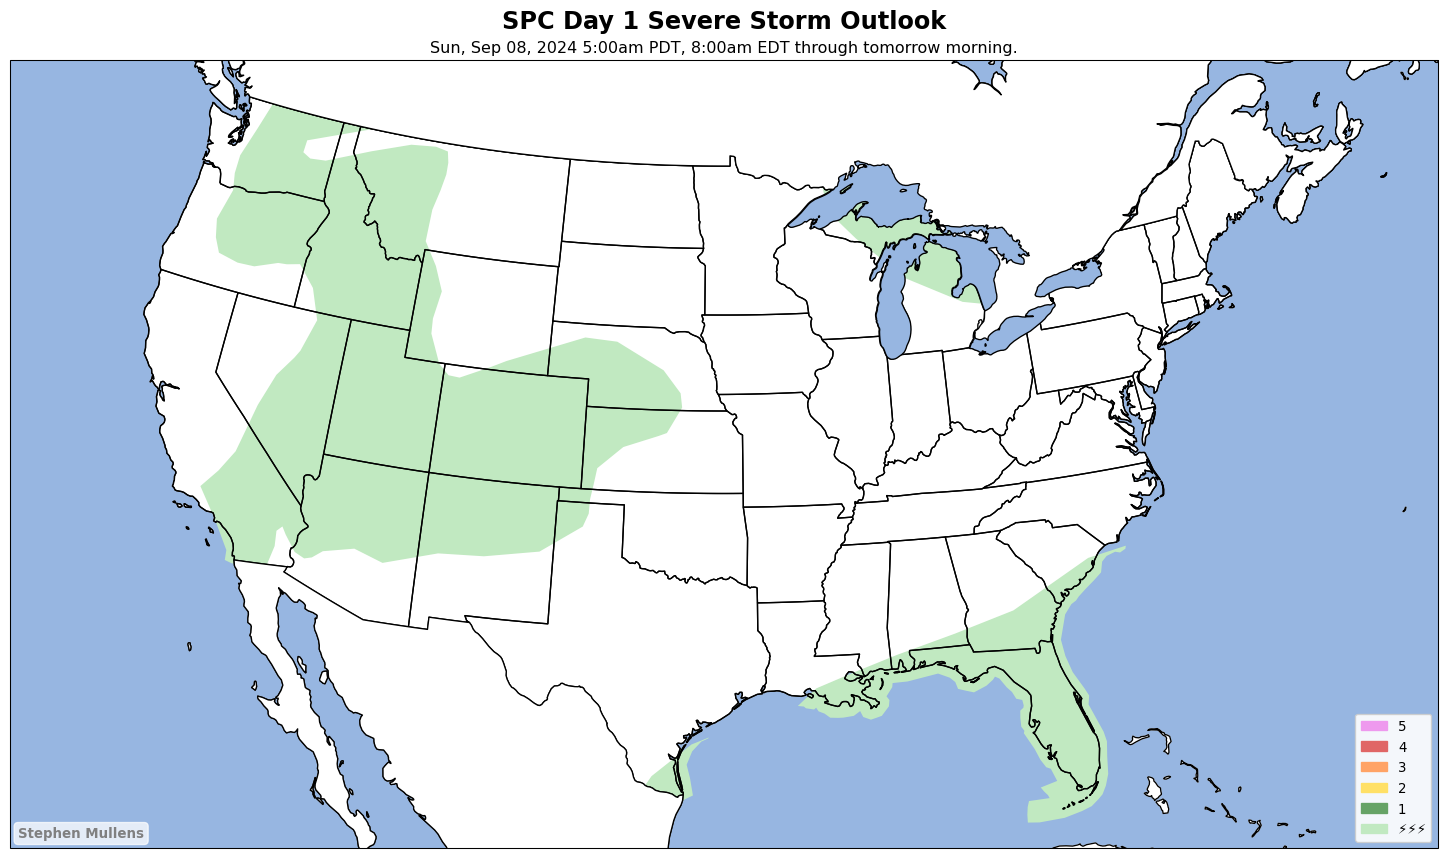 SPC Day 1 Severe Storm Outlook
Sun, Sep 08, 2024 5:00am PDT, 8:00am EDT through tomorrow morning.
5
4
3
2
1
⚡⚡⚡
Stephen Mullens